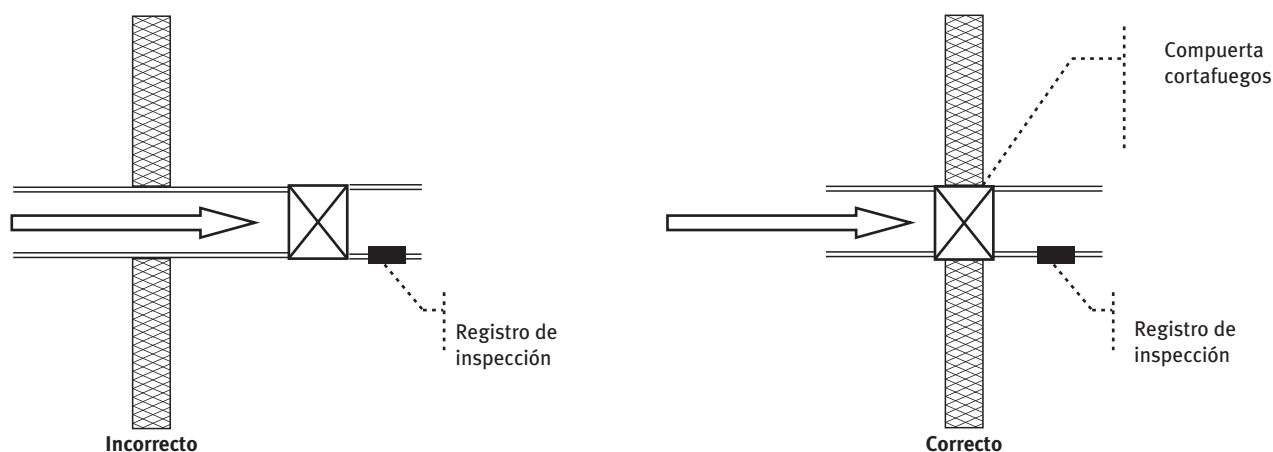 Compuerta
cortafuegos
Registro de
inspección
Registro de
inspección
Incorrecto
Correcto